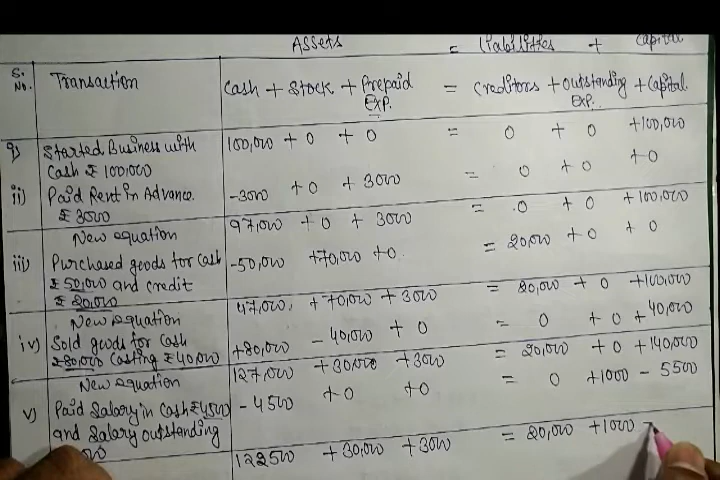 Assets = Liabilities + Capital
S. No. Transaction Cash + Stock + Prepaid Exp. = Creditors + Outstanding Exp. + Capital
i) Started Business with 100,000 + 0 + 0 = 0 + 0 +100,000
Cash ₹ 100,000
ii) Paid Rent in Advance. -3000 +0 + 3000 = 0 + 0 +0
₹ 3000
New equation 97,000 + 0 + 3000 = 0 + 0 +100,000
iii) Purchased goods for cash -50,000 +70,000 +0 = 20,000 +0 + 0
₹ 50,000 and credit
₹ 20,000
New equation 47,000 +70,000 +3000 = 20,000 + 0 +100,000
iv) Sold goods for cash +80,000 - 40,000 + 0 = 0 + 0 +40,000
₹80,000 costing ₹ 40,000
New equation 127,000 +30,000 +3000 = 20,000 + 0 +140,000
v) Paid Salary in Cash ₹4500 - 4500 +0 +0 = 0 +1000 - 5500
and Salary outstanding
122500 +30,000 +3000 = 20,000 +1000